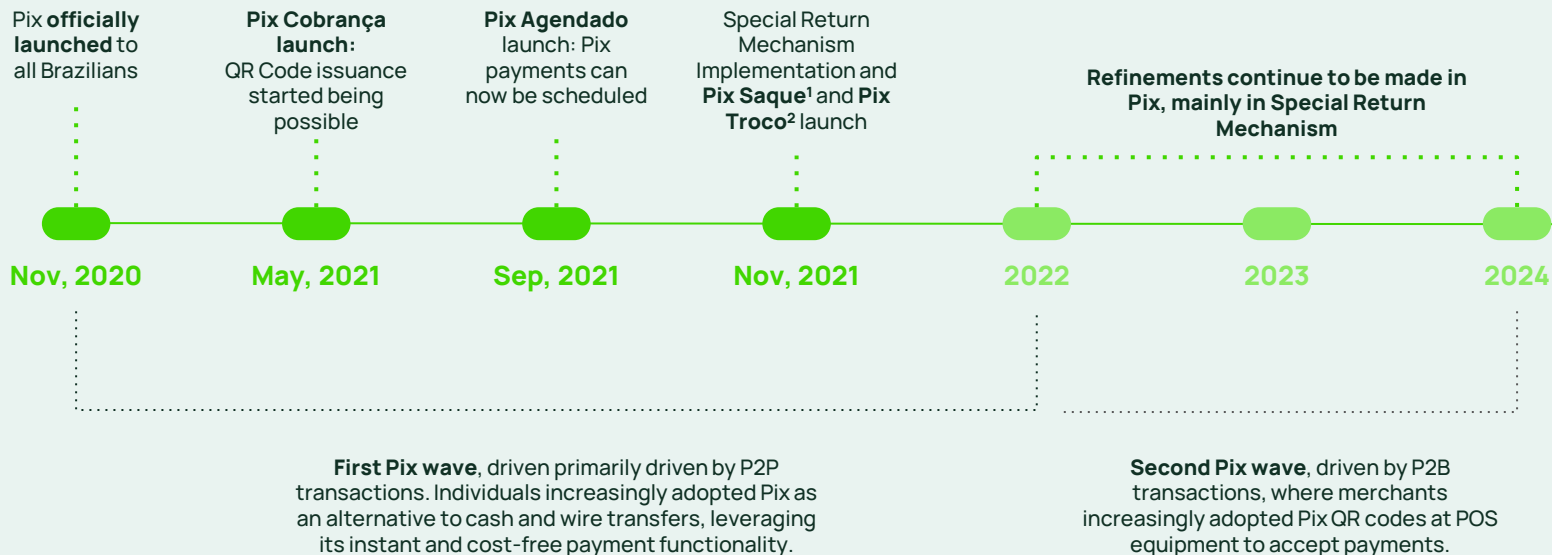 Pix officially
launched to
all Brazilians
Pix Cobrança
launch:
QR Code issuance
started being
possible
Pix Agendado
launch: Pix
payments can
now be scheduled
Special Return
Mechanism
Implementation and
Pix Saque¹ and Pix
Troco² launch
Refinements continue to be made in
Pix, mainly in Special Return
Mechanism
Nov, 2020
May, 2021
Sep, 2021
Nov, 2021
2022
2023
2024
First Pix wave, driven primarily driven by P2P
transactions. Individuals increasingly adopted Pix as
an alternative to cash and wire transfers, leveraging
its instant and cost-free payment functionality.
Second Pix wave, driven by P2B
transactions, where merchants
increasingly adopted Pix QR codes at POS
equipment to accept payments.